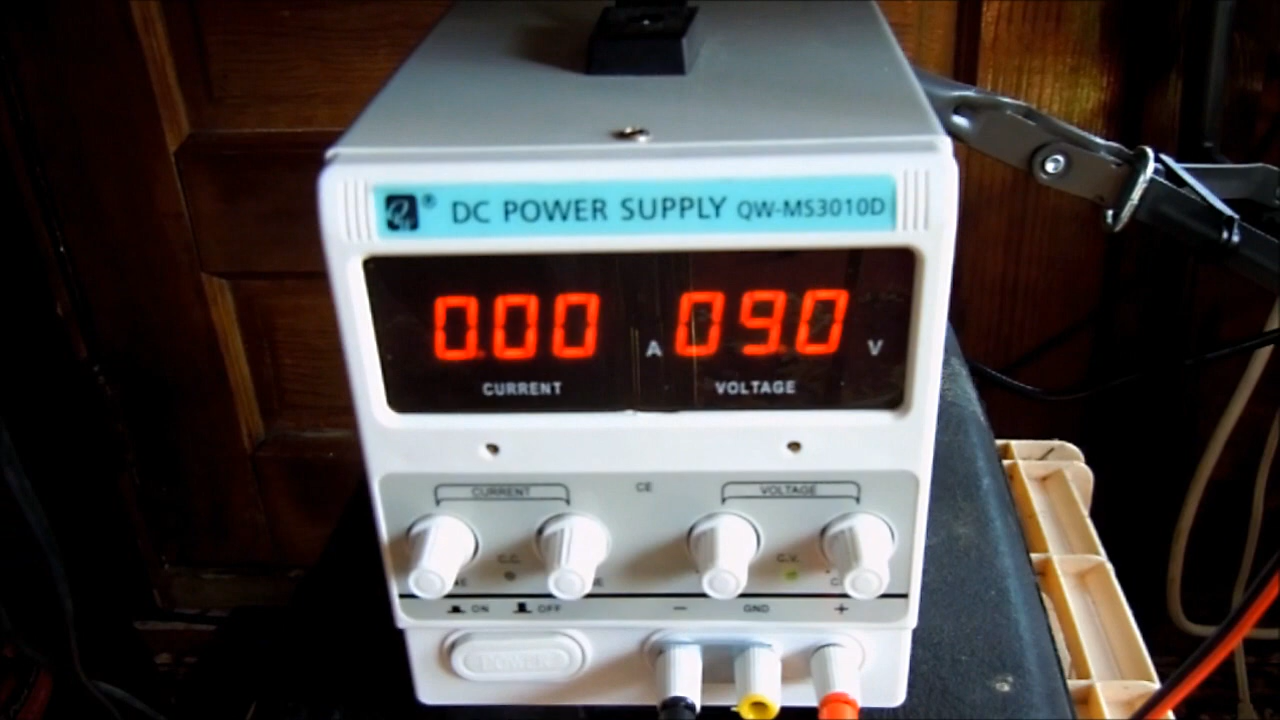 ® DC POWER SUPPLY QW-MS3010D
0.00 A 09.0 V
CURRENT VOLTAGE
CURRENT CE VOLTAGE
C.C. C.V.
ON OFF − GND +
POWER